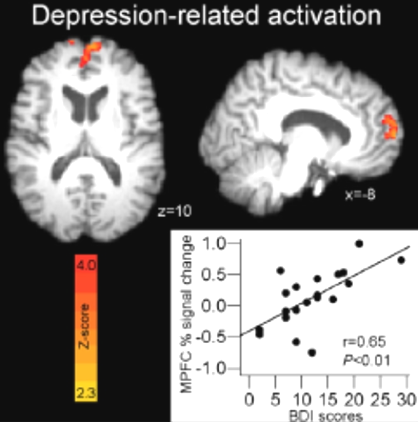 Depression-related activation
z=10
x=-8
4.0
Z-score
2.3
MPFC % signal change
1.0
0.5
0.0
-0.5
-1.0
r=0.65
P<0.01
0 5 10 15 20 25 30
BDI scores